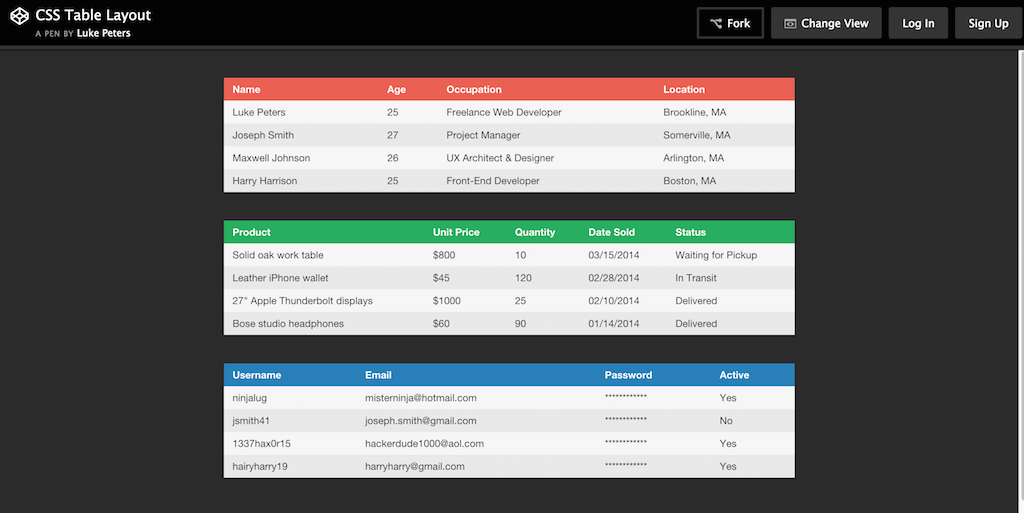 CSS Table Layout
A PEN BY Luke Peters
Fork
Change View
Log In
Sign Up
Name Age Occupation Location
Luke Peters 25 Freelance Web Developer Brookline, MA
Joseph Smith 27 Project Manager Somerville, MA
Maxwell Johnson 26 UX Architect & Designer Arlington, MA
Harry Harrison 25 Front-End Developer Boston, MA
Product Unit Price Quantity Date Sold Status
Solid oak work table $800 10 03/15/2014 Waiting for Pickup
Leather iPhone wallet $45 120 02/28/2014 In Transit
27" Apple Thunderbolt displays $1000 25 02/10/2014 Delivered
Bose studio headphones $60 90 01/14/2014 Delivered
Username Email Password Active
ninjalug misterninja@hotmail.com ************ Yes
jsmith41 joseph.smith@gmail.com ************ No
1337hax0r15 hackerdude1000@aol.com ************ Yes
hairyharry19 harryharry@gmail.com ************ Yes